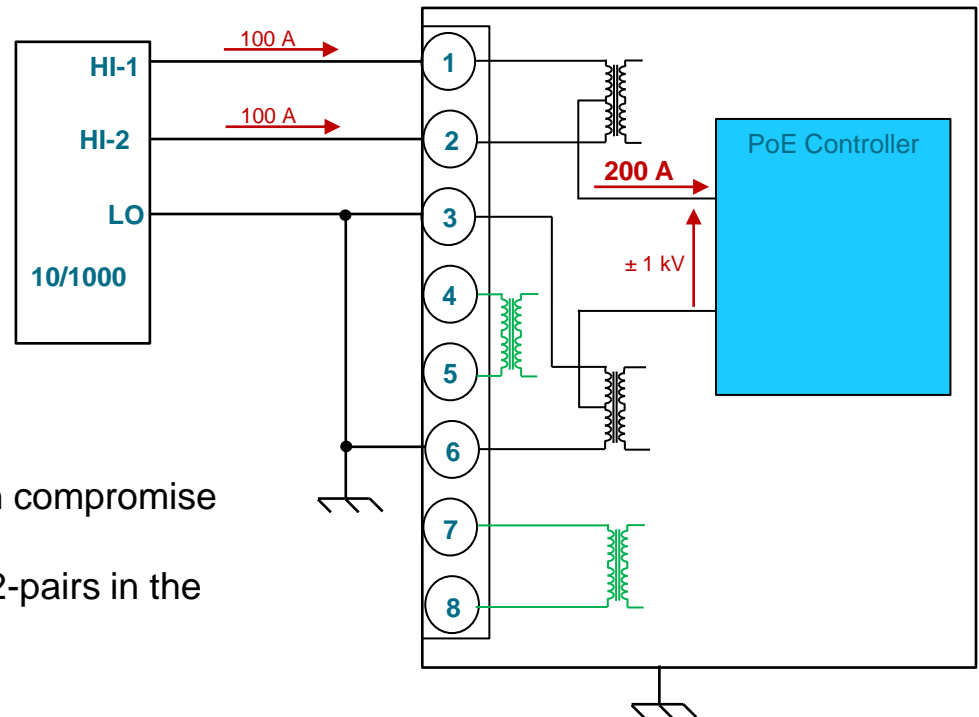 HI-1
HI-2
LO
10/1000
100 A
100 A
1
2
3
4
5
6
7
8
200 A
± 1 kV
PoE Controller
compromise
2-pairs in the